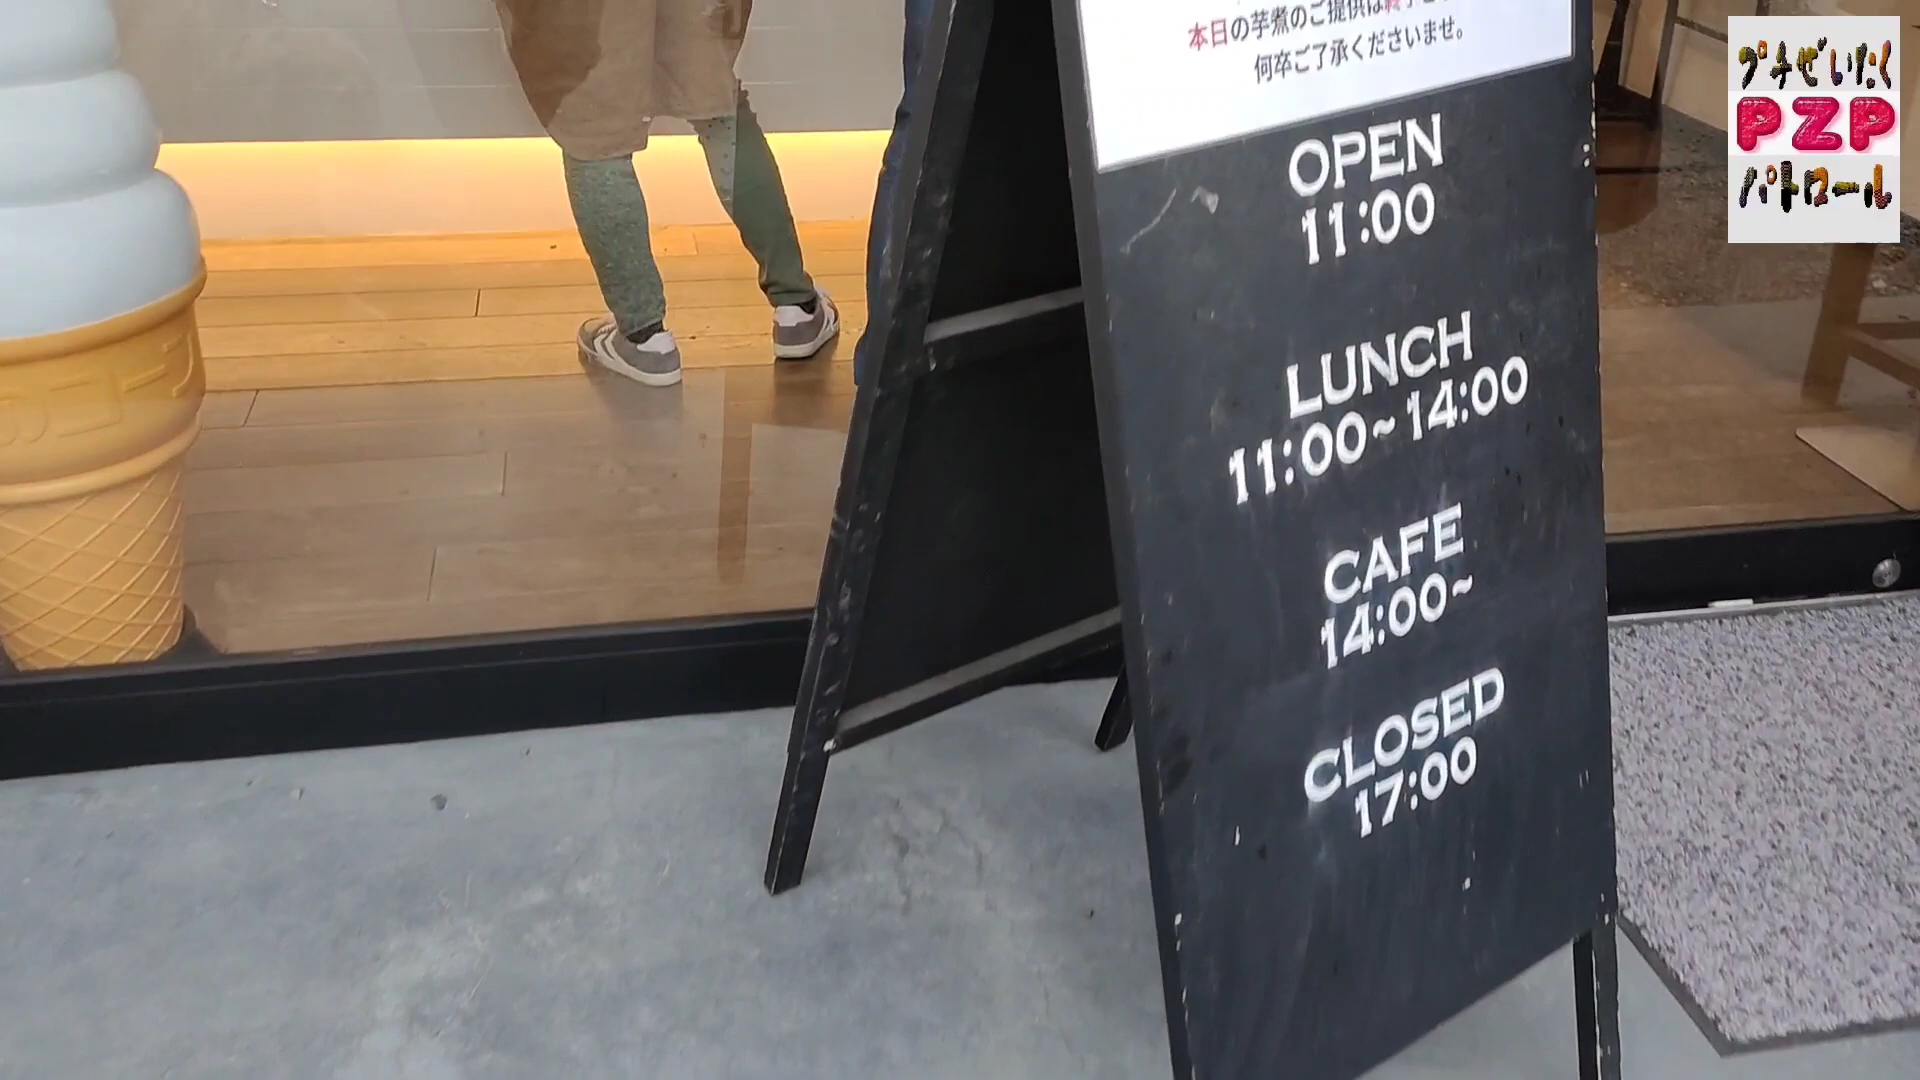 本日の芋煮のご提供は終了
何卒ご了承くださいませ。
OPEN
11:00
LUNCH
11:00~14:00
CAFE
14:00~
CLOSED
17:00
プチぜいたく
PZP
パトロール